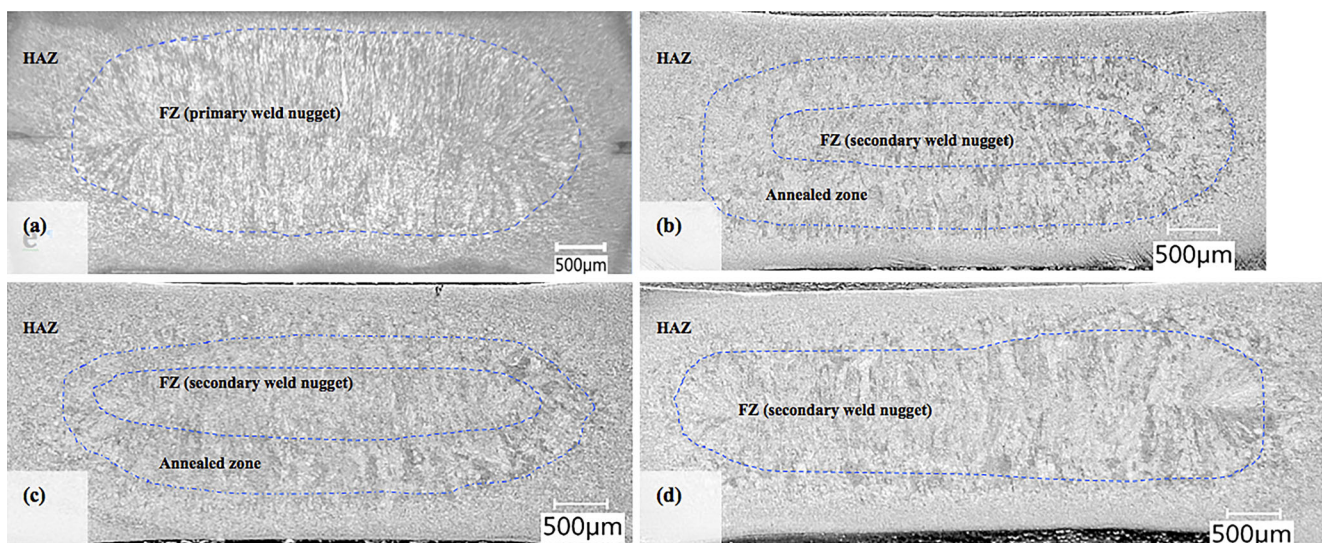 HAZ
FZ (primary weld nugget)
(a)
e
500μm
HAZ
FZ (secondary weld nugget)
Annealed zone
(b)
500μm
HAZ
FZ (secondary weld nugget)
Annealed zone
(c)
500μm
HAZ
FZ (secondary weld nugget)
(d)
500μm